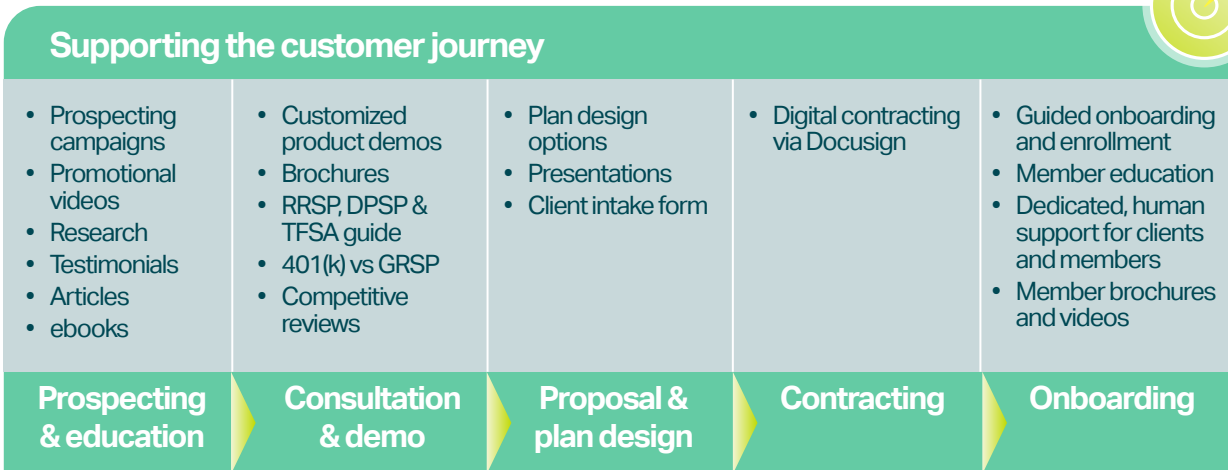 Supporting the customer journey
• Prospecting
campaigns
• Promotional
videos
• Research
• Testimonials
• Articles
• ebooks
• Customized
product demos
• Brochures
• RRSP, DPSP &
TFSA guide
• 401(k) vs GRSP
• Competitive
reviews
• Plan design
options
• Presentations
• Client intake form
• Digital contracting
via Docusign
• Guided onboarding
and enrollment
• Member education
• Dedicated, human
support for clients
and members
• Member brochures
and videos
Prospecting
& education
Consultation
& demo
Proposal &
plan design
Contracting
Onboarding